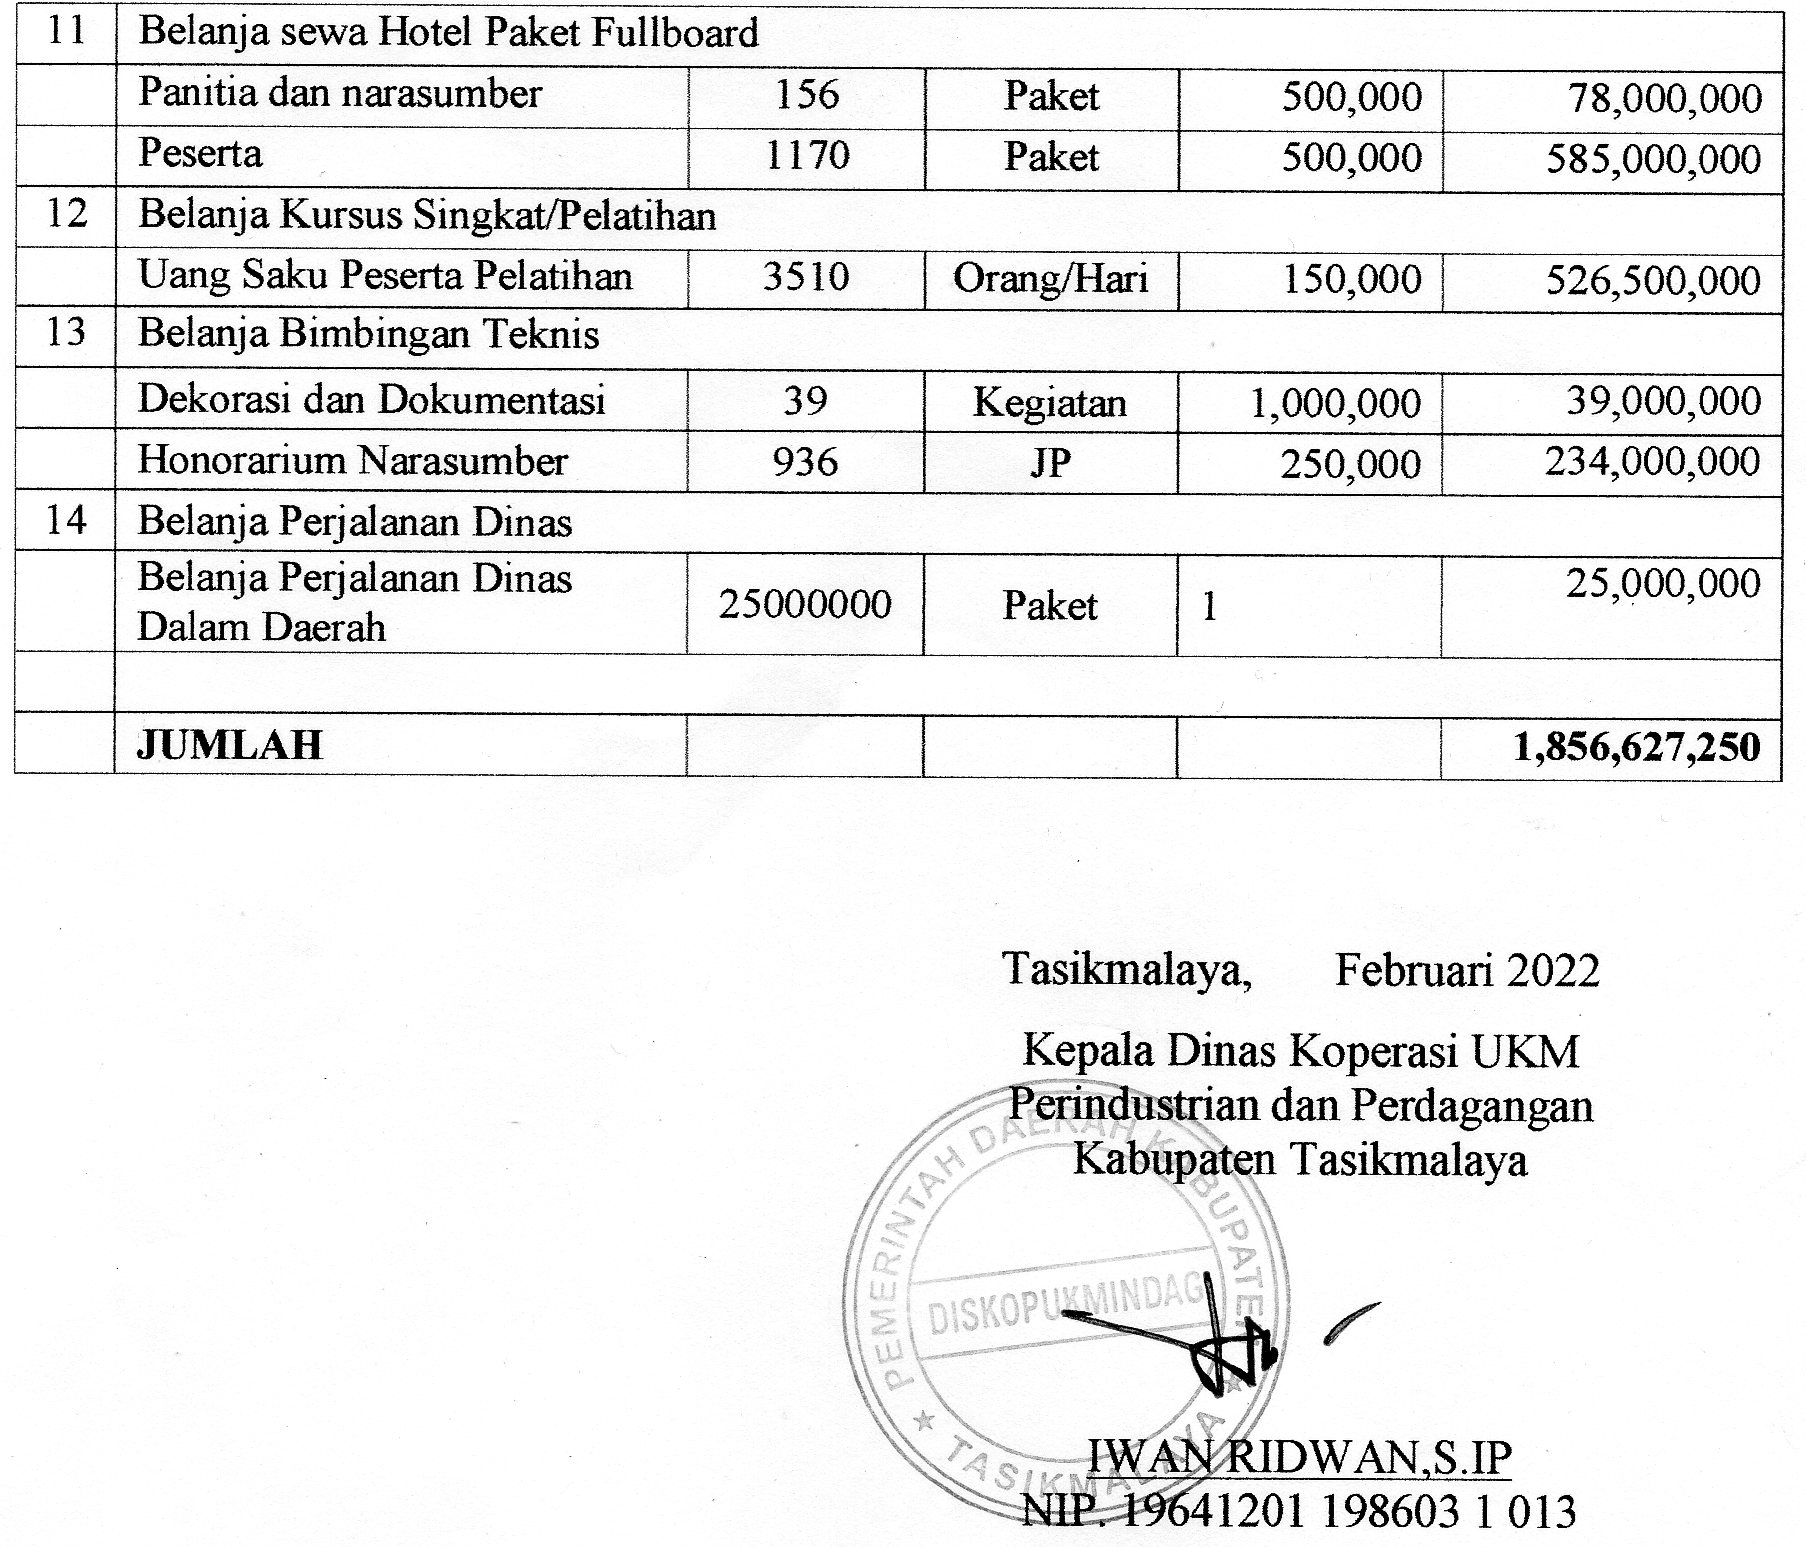 11 Belanja sewa Hotel Paket Fullboard
Panitia dan narasumber 156 Paket 500,000 78,000,000
Peserta 1170 Paket 500,000 585,000,000
12 Belanja Kursus Singkat/Pelatihan
Uang Saku Peserta Pelatihan 3510 Orang/Hari 150,000 526,500,000
13 Belanja Bimbingan Teknis
Dekorasi dan Dokumentasi 39 Kegiatan 1,000,000 39,000,000
Honorarium Narasumber 936 JP 250,000 234,000,000
14 Belanja Perjalanan Dinas
Belanja Perjalanan Dinas
Dalam Daerah 25000000 Paket 1 25,000,000
JUMLAH 1,856,627,250
Tasikmalaya, Februari 2022
Kepala Dinas Koperasi UKM
Perindustrian dan Perdagangan
Kabupaten Tasikmalaya
PEMERINTAH DAERAH KABUPATEN
DISKOPUKMINDAG
★ TASIKMALAYA ★
IWAN RIDWAN,S.IP
NIP. 19641201 198603 1 013